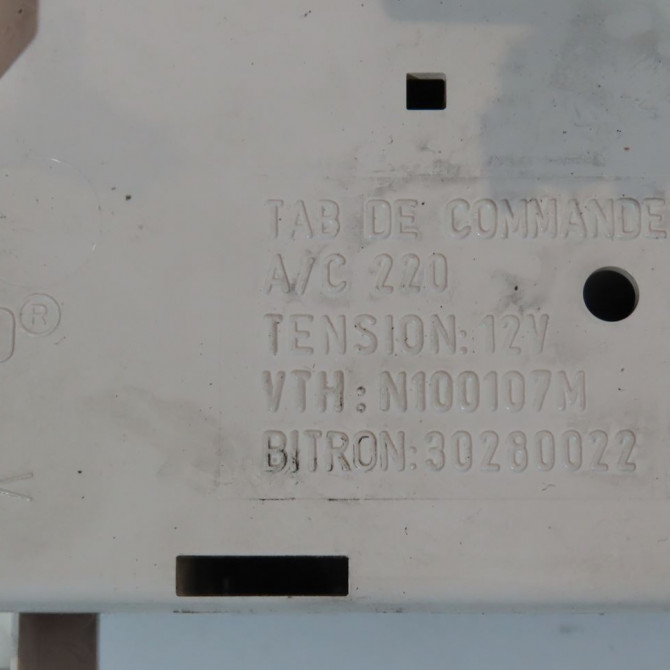 TAB DE COMMANDE
A/C 220
TENSION: 12V
VTH: N100107M
BITRON: 30280022
®